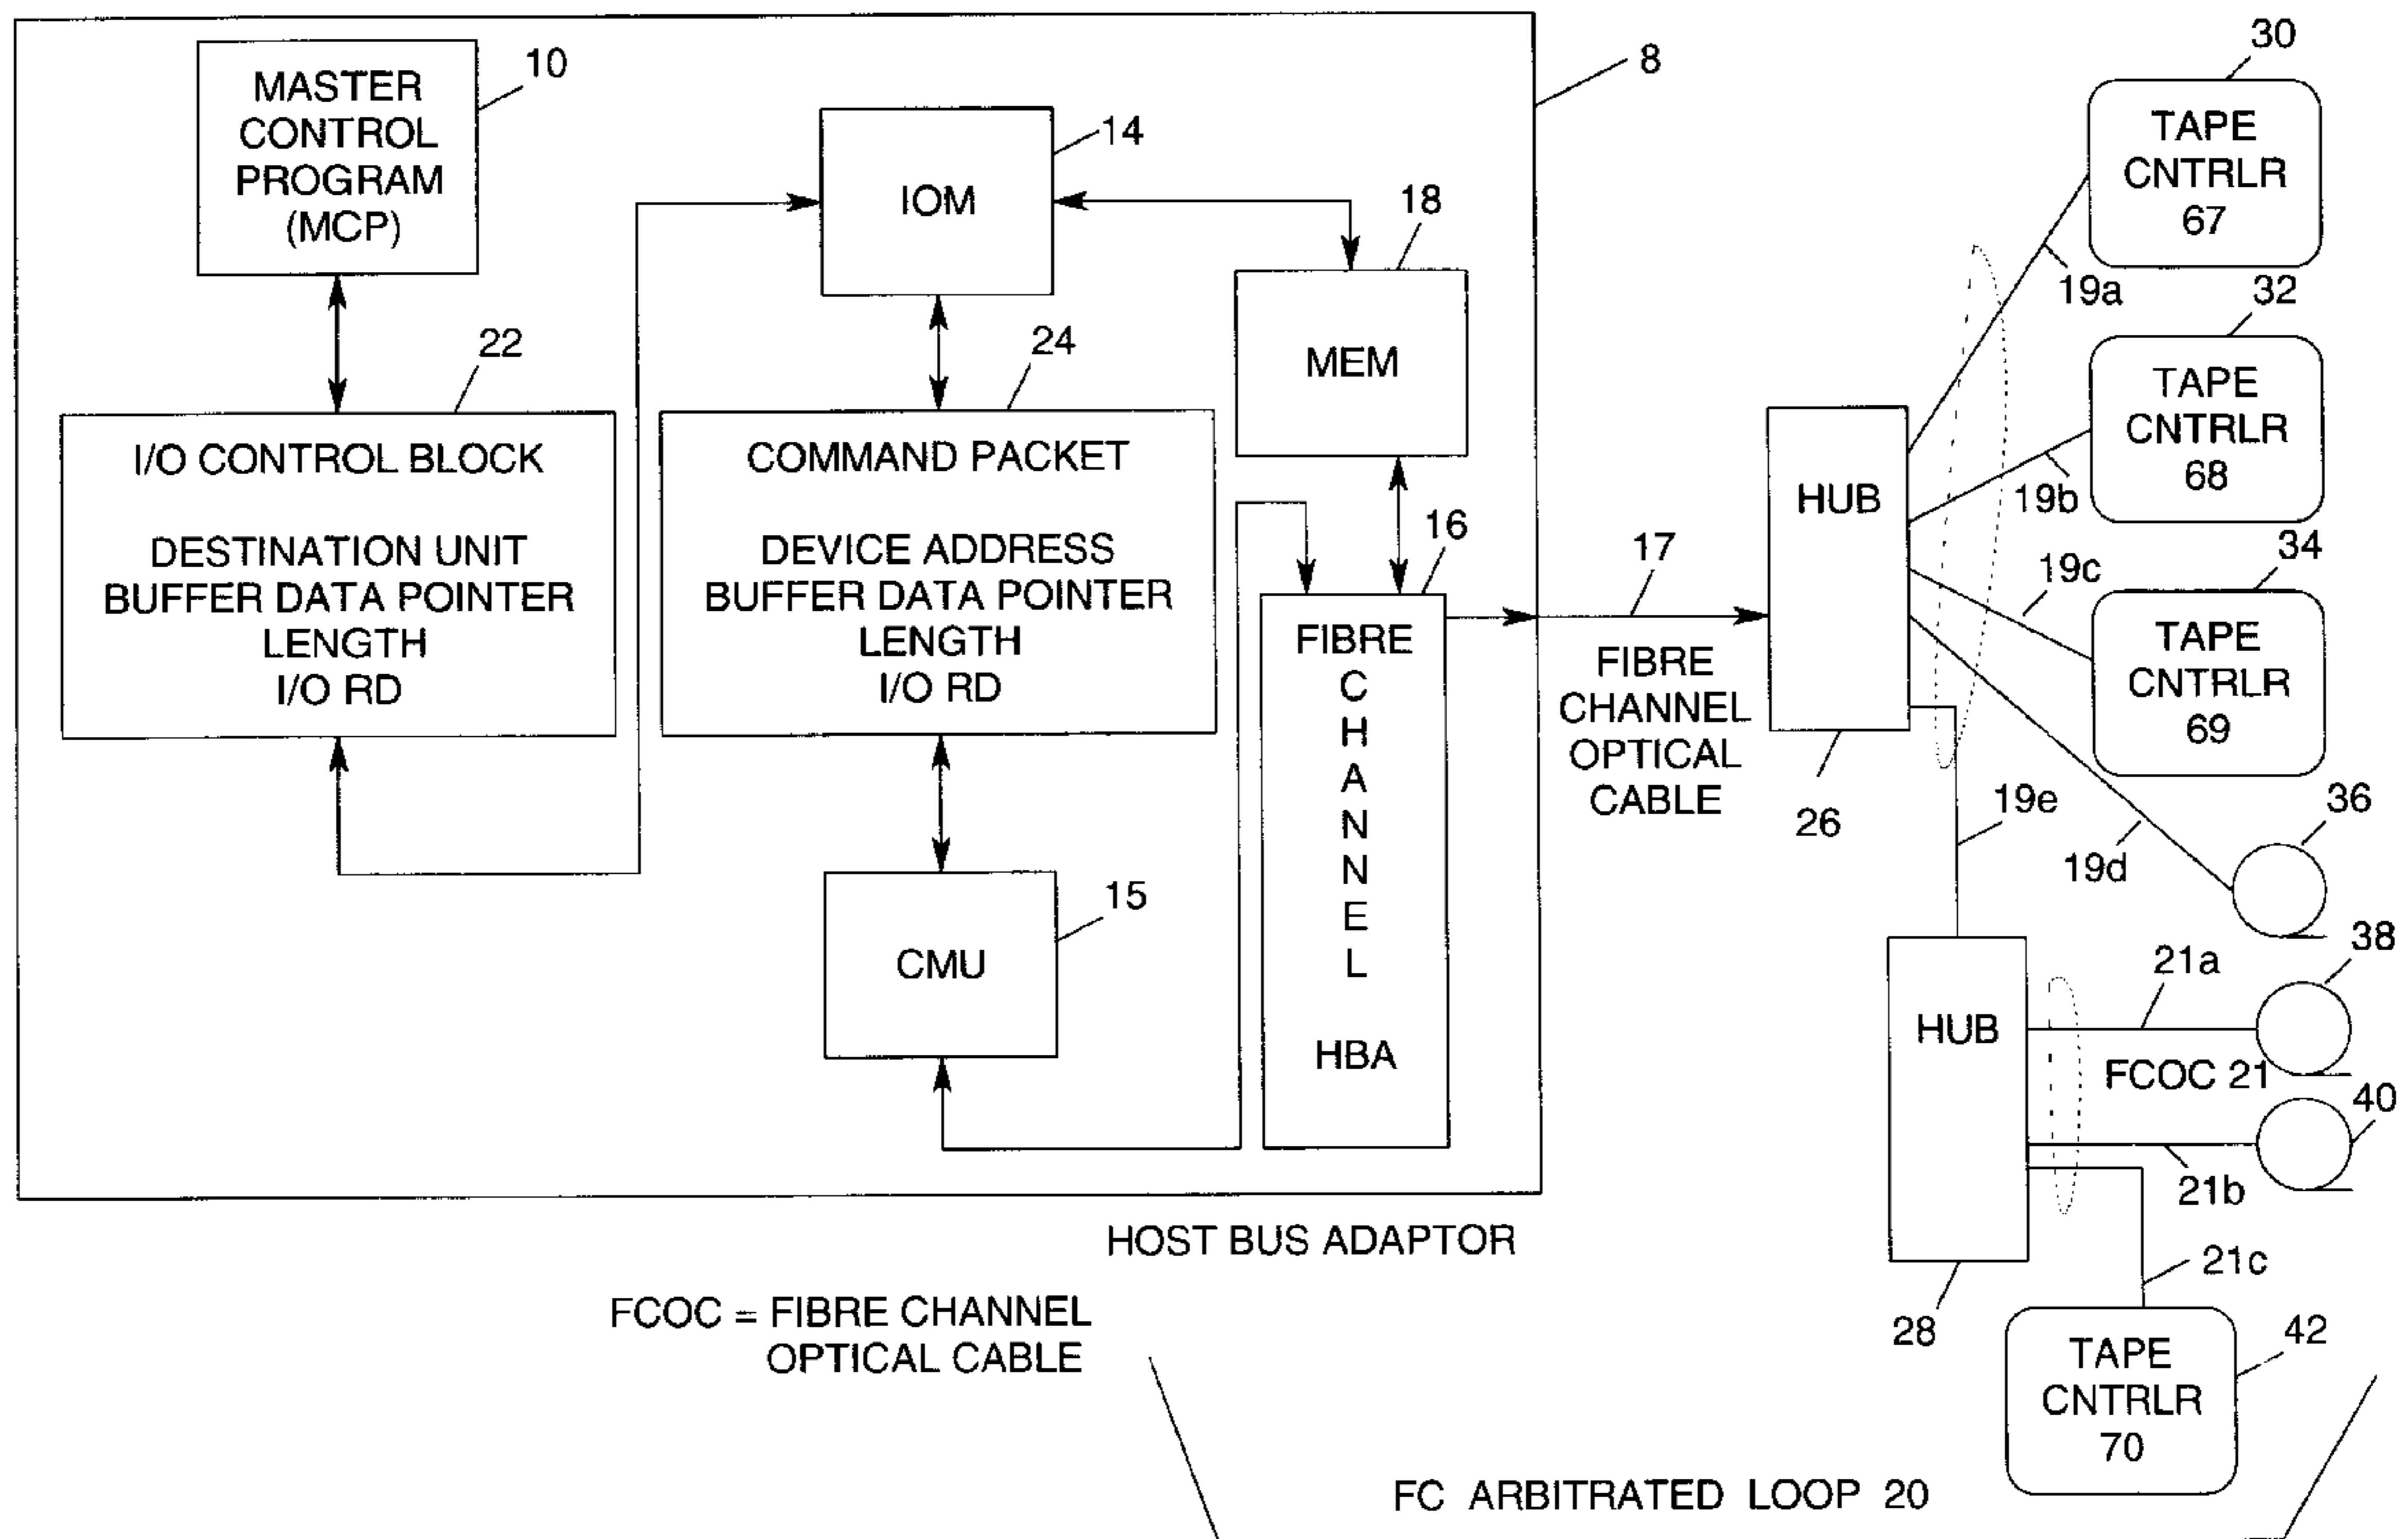 MASTER
CONTROL
PROGRAM
(MCP)
10
I/O CONTROL BLOCK
DESTINATION UNIT
BUFFER DATA POINTER
LENGTH
I/O RD
22
IOM
14
COMMAND PACKET
DEVICE ADDRESS
BUFFER DATA POINTER
LENGTH
I/O RD
24
CMU
15
MEM
18
FIBRE
C
H
A
N
N
E
L
HBA
16
8
17
FIBRE
CHANNEL
OPTICAL
CABLE
HUB
26
19a
19b
19c
19d
19e
30
TAPE
CNTRLR
67
32
TAPE
CNTRLR
68
34
TAPE
CNTRLR
69
36
HUB
28
21a
38
FCOC 21
40
21b
21c
TAPE
CNTRLR
70
42
HOST BUS ADAPTOR
FCOC = FIBRE CHANNEL
OPTICAL CABLE
FC ARBITRATED LOOP 20